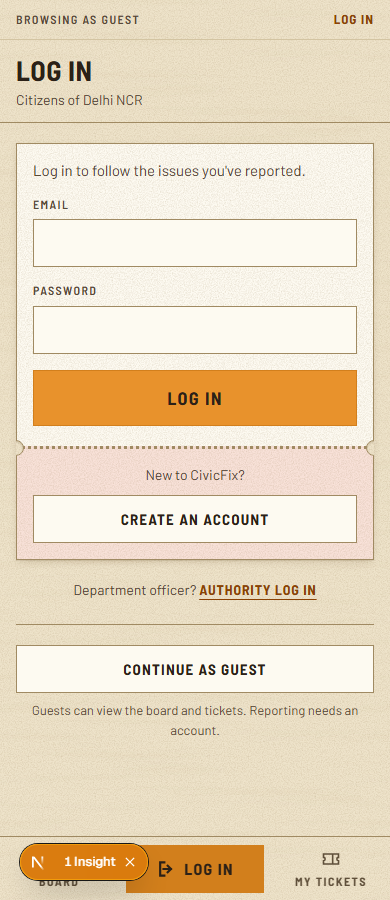 BROWSING AS GUEST
LOG IN
LOG IN
Citizens of Delhi NCR
Log in to follow the issues you've reported.
EMAIL
PASSWORD
LOG IN
New to CivicFix?
CREATE AN ACCOUNT
Department officer? AUTHORITY LOG IN
CONTINUE AS GUEST
Guests can view the board and tickets. Reporting needs an
account.
N 1 Insight
BOARD
LOG IN
MY TICKETS